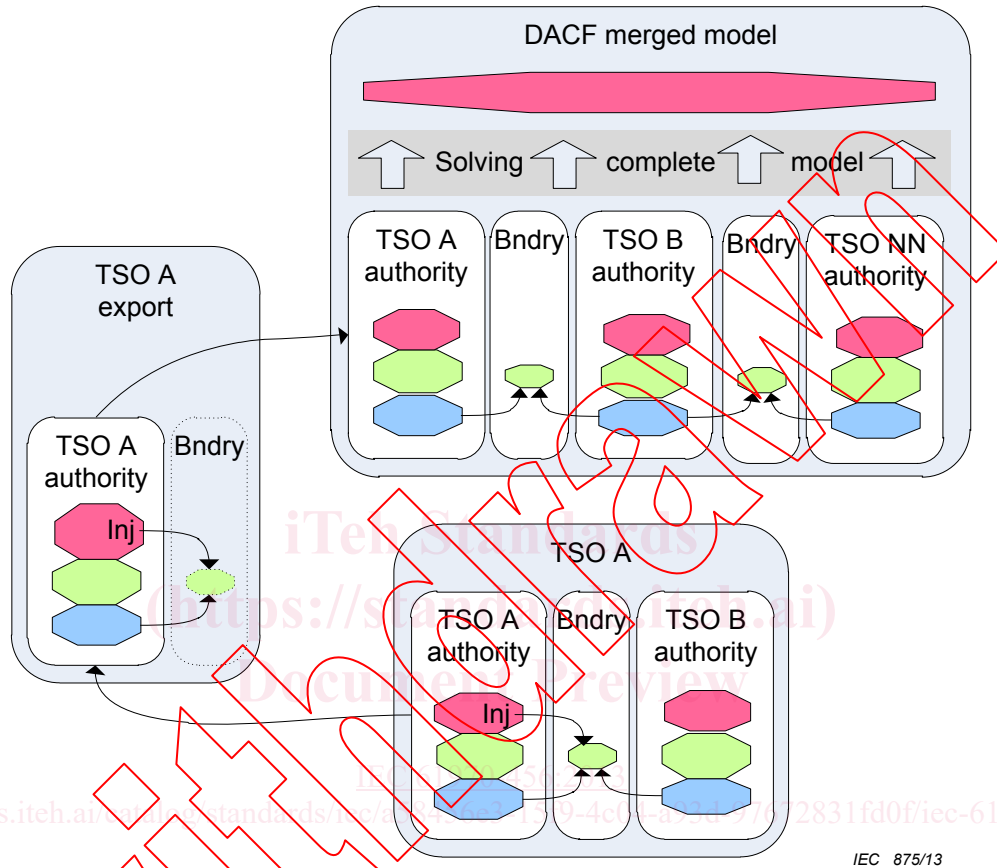 DACF merged model
Solving complete model
TSO A
authority
Bndry
TSO B
authority
Bndry
TSO NN
authority
TSO A
export
TSO A
authority
Bndry
Inj
iTeh Standards
(https://standards.iteh.ai)
Document Preview
TSO A
TSO A
authority
Bndry
TSO B
authority
Inj
IEC 875/13